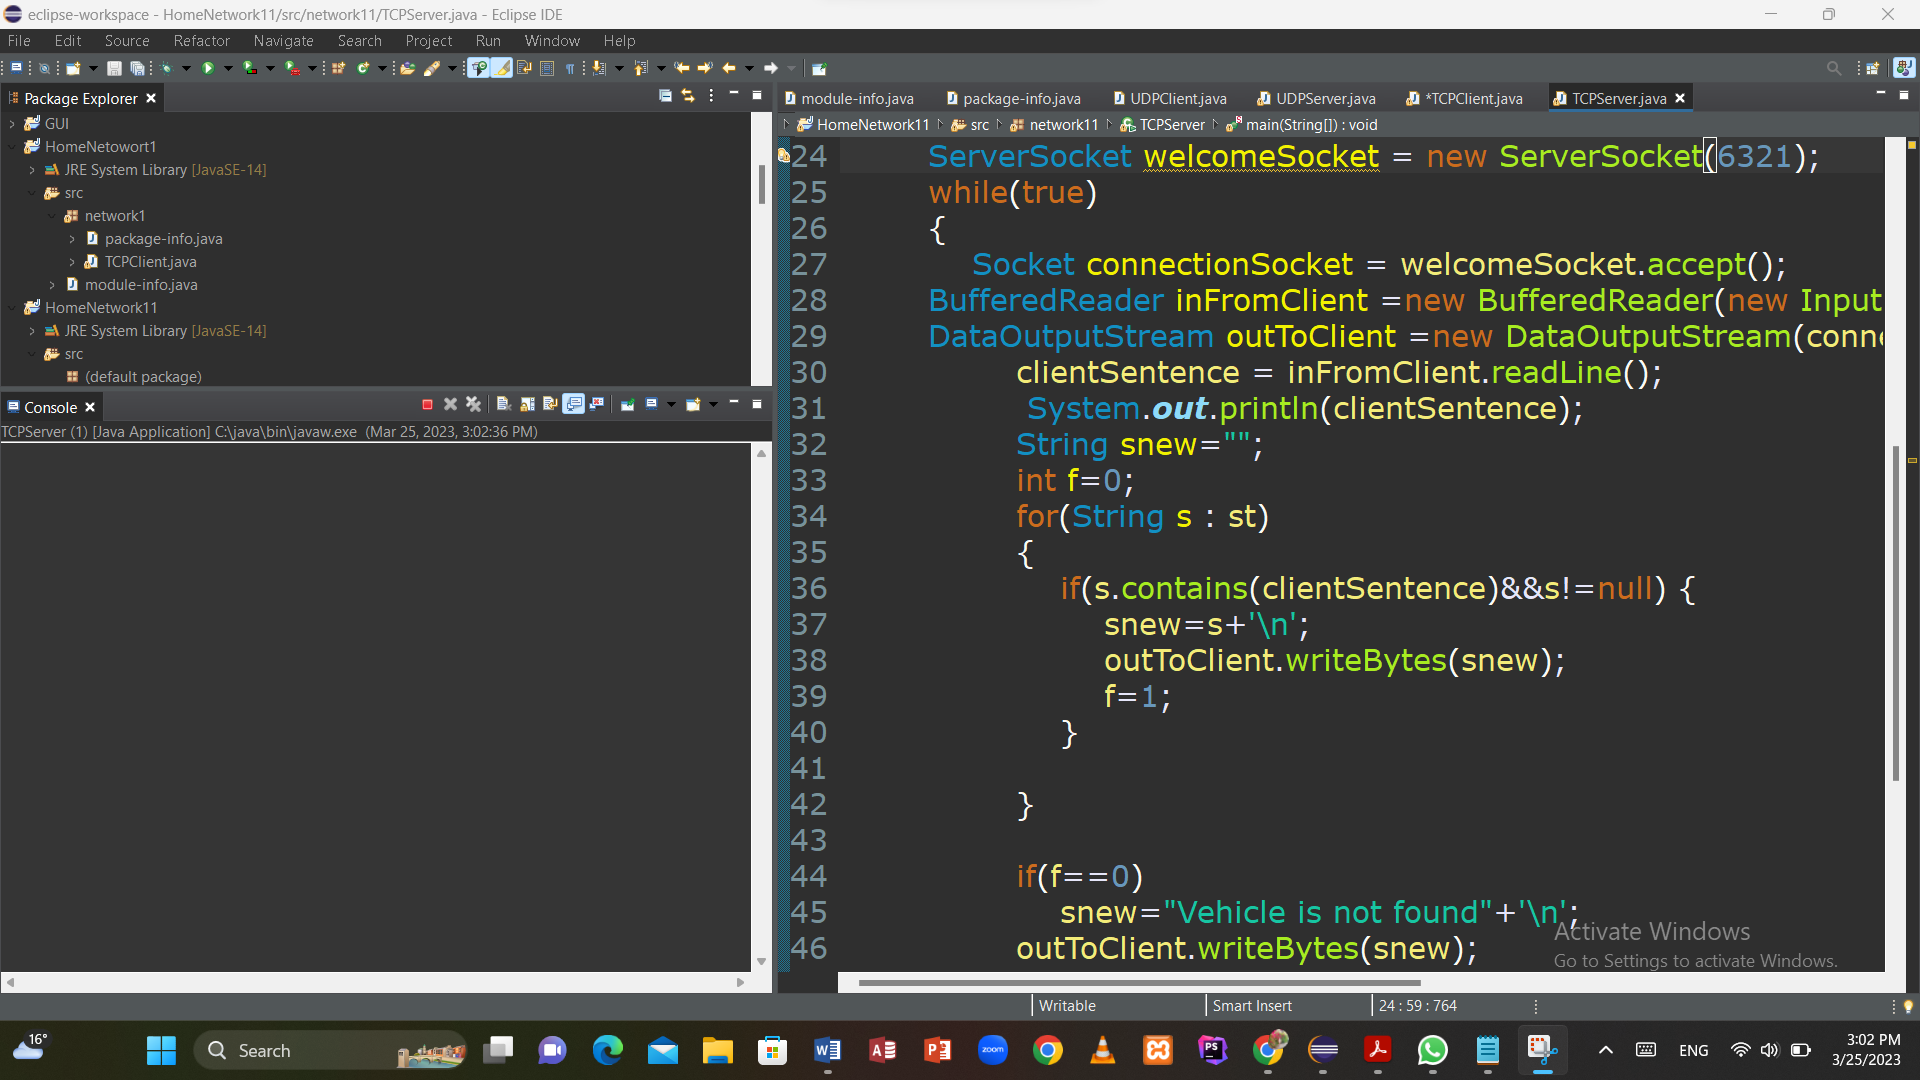 eclipse-workspace - HomeNetwork11/src/network11/TCPServer.java - Eclipse IDE
File Edit Source Refactor Navigate Search Project Run Window Help
Package Explorer
GUI
HomeNetowort1
JRE System Library [JavaSE-14]
src
network1
package-info.java
TCPClient.java
module-info.java
HomeNetwork11
JRE System Library [JavaSE-14]
src
(default package)
Console
TCPServer (1) [Java Application] C:\java\bin\javaw.exe (Mar 25, 2023, 3:02:36 PM)
module-info.java package-info.java UDPClient.java UDPServer.java *TCPClient.java TCPServer.java
HomeNetwork11 src network11 TCPServer main(String[]) : void
24 ServerSocket welcomeSocket = new ServerSocket(6321);
25 while(true)
26 {
27 Socket connectionSocket = welcomeSocket.accept();
28 BufferedReader inFromClient =new BufferedReader(new Input
29 DataOutputStream outToClient =new DataOutputStream(conne
30 clientSentence = inFromClient.readLine();
31 System.out.println(clientSentence);
32 String snew="";
33 int f=0;
34 for(String s : st)
35 {
36 if(s.contains(clientSentence)&&s!=null) {
37 snew=s+'\n';
38 outToClient.writeBytes(snew);
39 f=1;
40 }
41
42 }
43
44 if(f==0)
45 snew="Vehicle is not found"+'\n';
46 outToClient.writeBytes(snew);
Activate Windows
Go to Settings to activate Windows.
Writable Smart Insert 24 : 59 : 764
16°
Search
zoom
PS
ENG
3:02 PM
3/25/2023